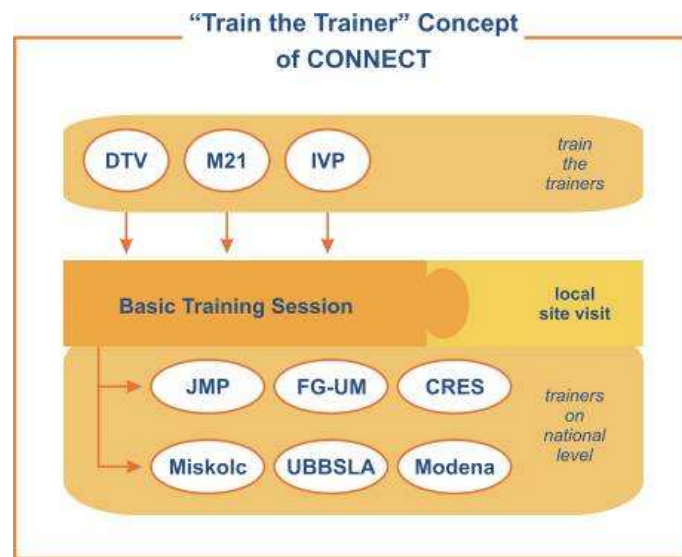 “Train the Trainer” Concept
of CONNECT
DTV
M21
IVP
train
the
trainers
Basic Training Session
local
site visit
JMP
FG-UM
CRES
trainers
on
national
level
Miskolc
UBBSLA
Modena